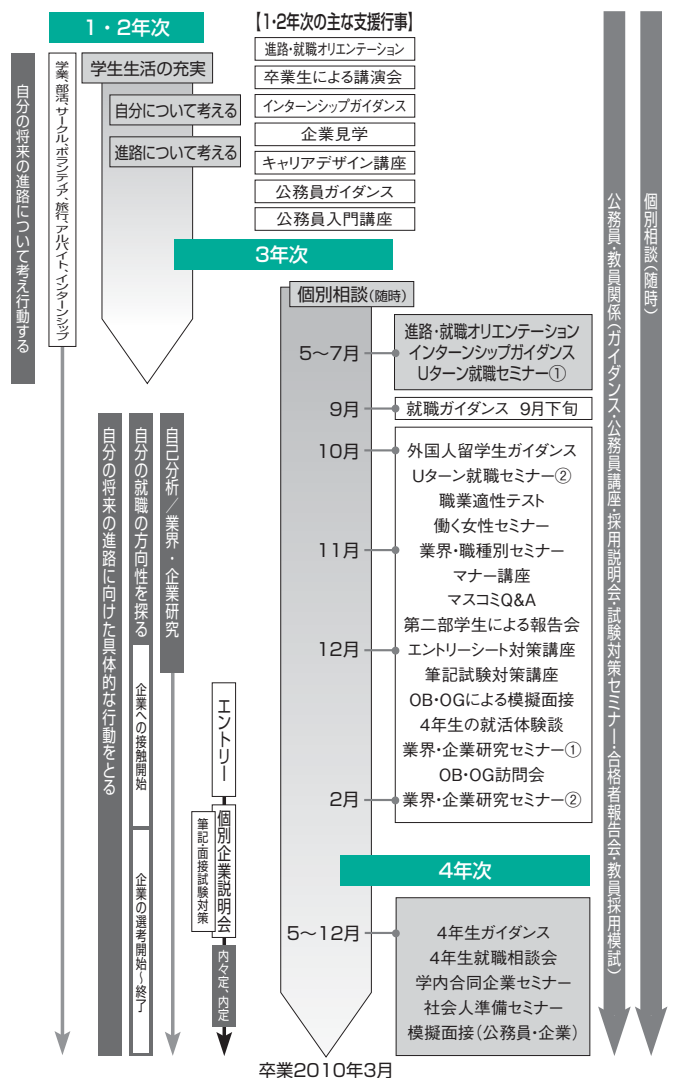 1・2年次
【1・2年次の主な支援行事】
進路・就職オリエンテーション
卒業生による講演会
インターンシップガイダンス
企業見学
キャリアデザイン講座
公務員ガイダンス
公務員入門講座
自分の将来の進路について考え行動する
学業、部活、サークル、ボランティア、旅行、アルバイト、インターンシップ
学生生活の充実
自分について考える
進路について考える
3年次
個別相談(随時)
5〜7月
進路・就職オリエンテーション
インターンシップガイダンス
Uターン就職セミナー①
9月
就職ガイダンス 9月下旬
10月
外国人留学生ガイダンス
Uターン就職セミナー②
職業適性テスト
働く女性セミナー
11月
業界・職種別セミナー
マナー講座
マスコミQ&A
第二部学生による報告会
12月
エントリーシート対策講座
筆記試験対策講座
OB・OGによる模擬面接
4年生の就活体験談
業界・企業研究セミナー①
OB・OG訪問会
2月
業界・企業研究セミナー②
自分の将来の進路に向けた具体的な行動をとる
自分の就職の方向性を探る
企業への接触開始
企業の選考開始〜終了
自己分析/業界・企業研究
エントリー
個別企業説明会
筆記・面接試験対策
内々定、内定
4年次
5〜12月
4年生ガイダンス
4年生就職相談会
学内合同企業セミナー
社会人準備セミナー
模擬面接(公務員・企業)
卒業2010年3月
公務員・教員関係(ガイダンス・公務員講座・採用説明会・試験対策セミナー・合格者報告会・教員採用模試)
個別相談(随時)